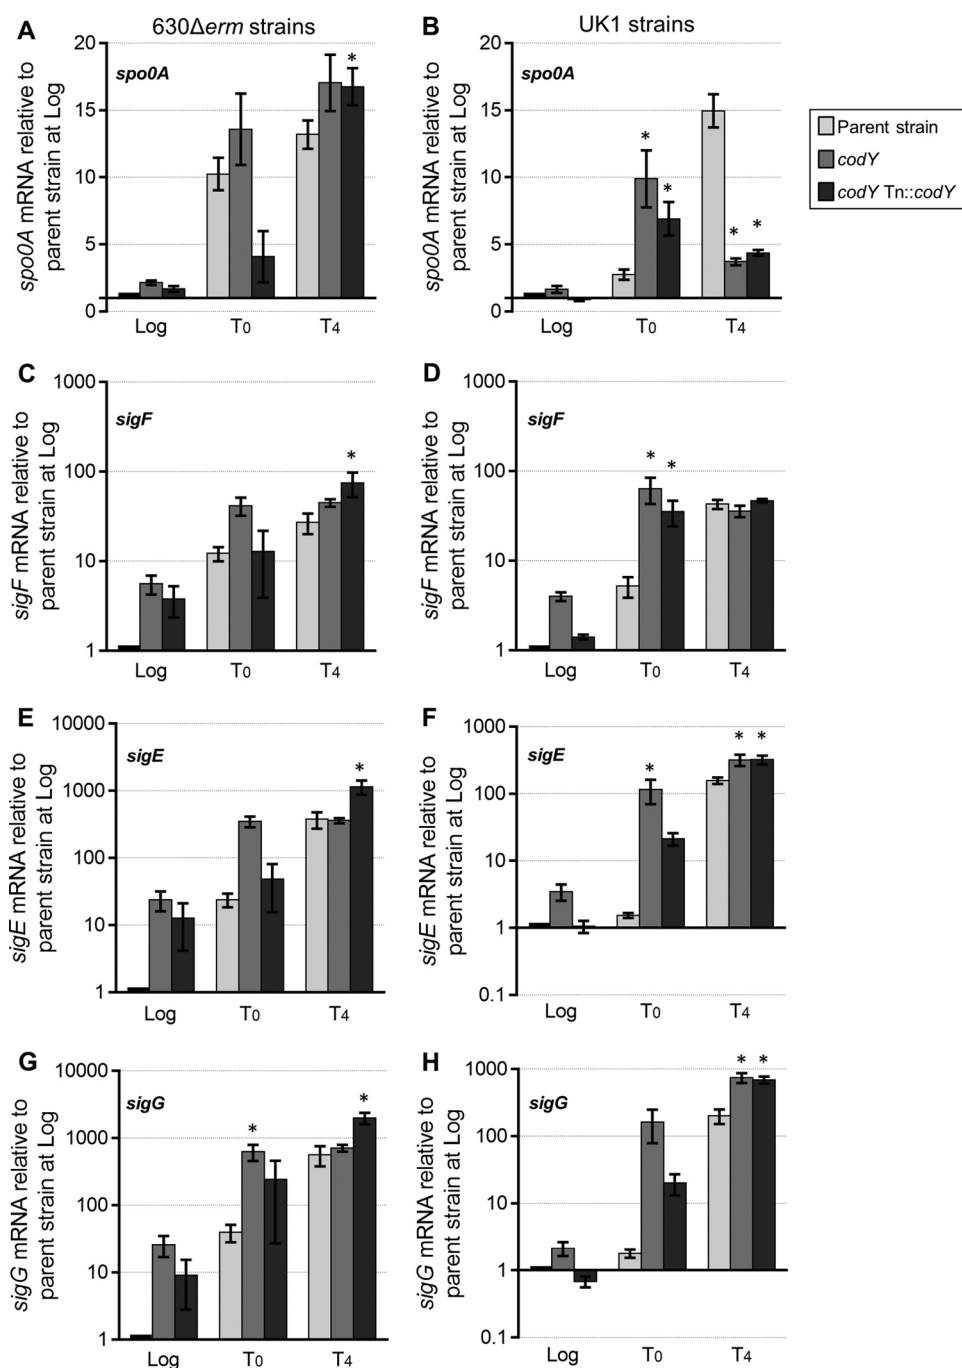 630Δerm strains
UK1 strains
A
spo0A mRNA relative to
parent strain at Log
20
15
10
5
0
spo0A
*
Log T0 T4
B
spo0A mRNA relative to
parent strain at Log
20
15
10
5
0
spo0A
* * * *
Log T0 T4
Parent strain
codY
codY Tn::codY
C
sigF mRNA relative to
parent strain at Log
1000
100
10
1
sigF
*
Log T0 T4
D
sigF mRNA relative to
parent strain at Log
1000
100
10
1
sigF
* *
Log T0 T4
E
sigE mRNA relative to
parent strain at Log
10000
1000
100
10
1
sigE
*
Log T0 T4
F
sigE mRNA relative to
parent strain at Log
1000
100
10
1
0.1
sigE
* * *
Log T0 T4
G
sigG mRNA relative to
parent strain at Log
10000
1000
100
10
1
sigG
* *
Log T0 T4
H
sigG mRNA relative to
parent strain at Log
1000
100
10
1
0.1
sigG
* *
Log T0 T4